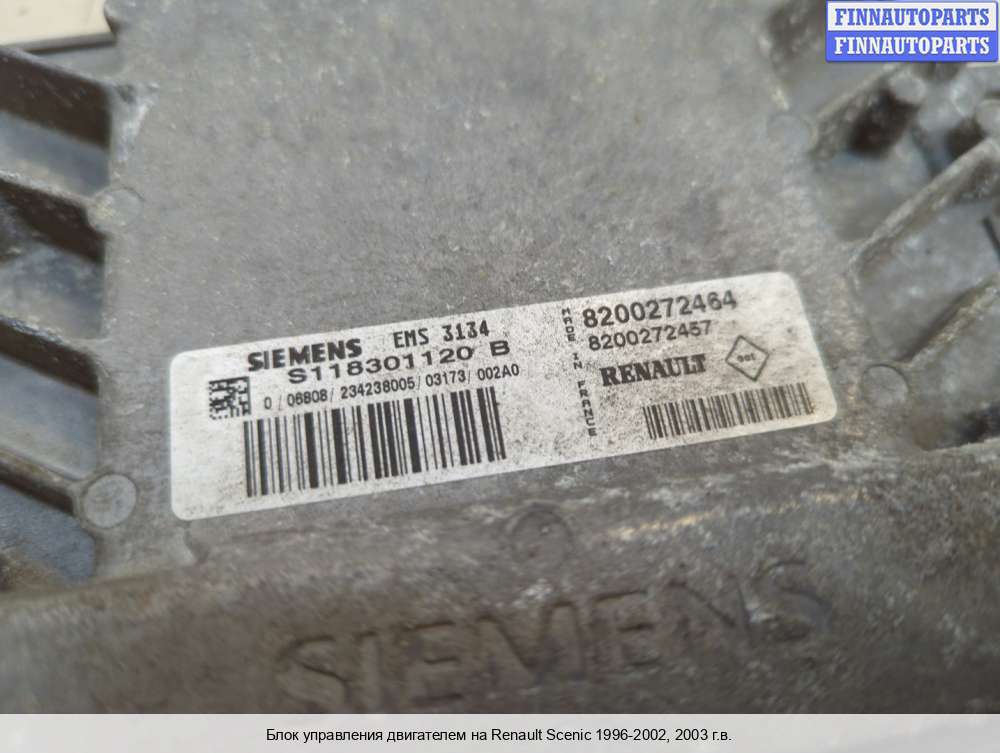 FINNAUTOPARTS
FINNAUTOPARTS
SIEMENS EMS 3134
S118301120 B
0 / 06808 / 234238005 / 03173 / 002A0
MADE IN FRANCE
8200272464
8200272457
RENAULT
SIEMENS
Блок управления двигателем на Renault Scenic 1996-2002, 2003 г.в.